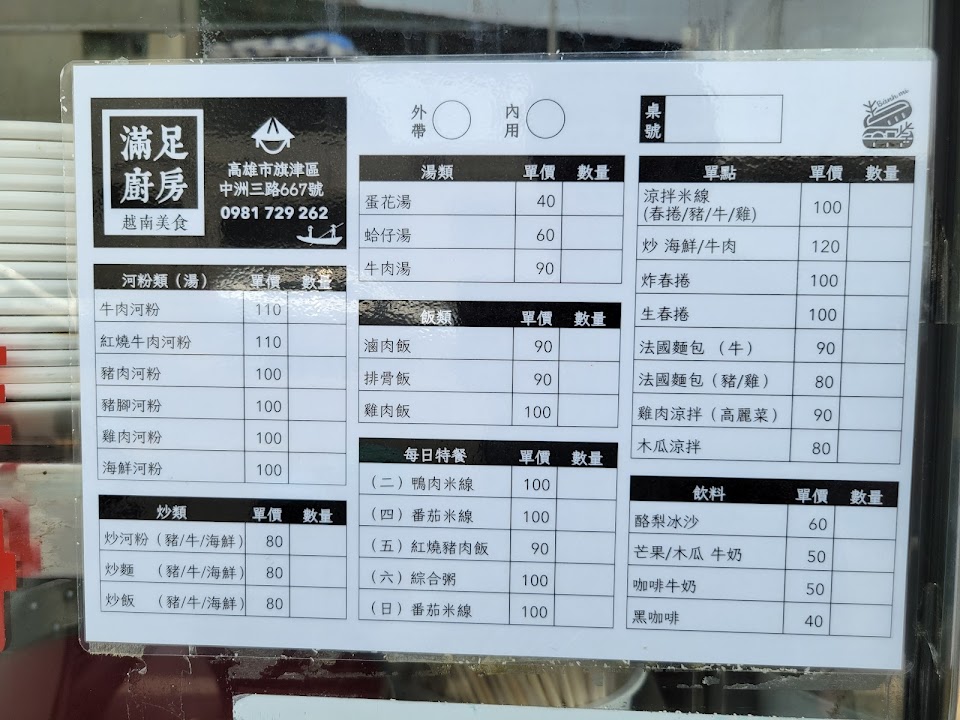 滿足
廚房
越南美食
高雄市旗津區
中洲三路667號
0981 729 262
外帶
內用
桌號
Bánh mì
河粉類（湯） 單價 數量
牛肉河粉 110
紅燒牛肉河粉 110
豬肉河粉 100
豬腳河粉 100
雞肉河粉 100
海鮮河粉 100
炒類 單價 數量
炒河粉（豬/牛/海鮮） 80
炒麵 （豬/牛/海鮮） 80
炒飯 （豬/牛/海鮮） 80
湯類 單價 數量
蛋花湯 40
蛤仔湯 60
牛肉湯 90
飯類 單價 數量
滷肉飯 90
排骨飯 90
雞肉飯 100
每日特餐 單價 數量
（二）鴨肉米線 100
（四）番茄米線 100
（五）紅燒豬肉飯 90
（六）綜合粥 100
（日）番茄米線 100
單點 單價 數量
涼拌米線
(春捲/豬/牛/雞) 100
炒 海鮮/牛肉 120
炸春捲 100
生春捲 100
法國麵包 （牛） 90
法國麵包（豬/雞） 80
雞肉涼拌（高麗菜） 90
木瓜涼拌 80
飲料 單價 數量
酪梨冰沙 60
芒果/木瓜 牛奶 50
咖啡牛奶 50
黑咖啡 40